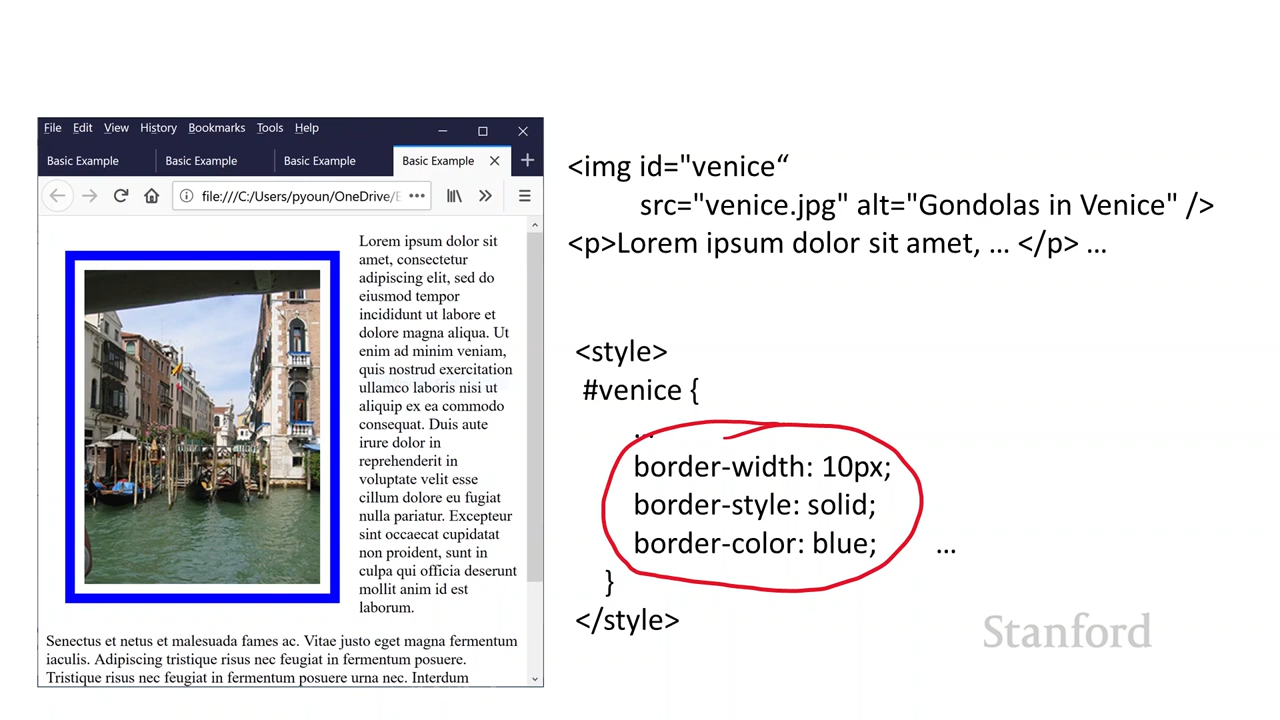 File Edit View History Bookmarks Tools Help
Basic Example Basic Example Basic Example Basic Example
file:///C:/Users/pyoun/OneDrive/E
Lorem ipsum dolor sit
amet, consectetur
adipiscing elit, sed do
eiusmod tempor
incididunt ut labore et
dolore magna aliqua. Ut
enim ad minim veniam,
quis nostrud exercitation
ullamco laboris nisi ut
aliquip ex ea commodo
consequat. Duis aute
irure dolor in
reprehenderit in
voluptate velit esse
cillum dolore eu fugiat
nulla pariatur. Excepteur
sint occaecat cupidatat
non proident, sunt in
culpa qui officia deserunt
mollit anim id est
laborum.
Senectus et netus et malesuada fames ac. Vitae justo eget magna fermentum
iaculis. Adipiscing tristique risus nec feugiat in fermentum posuere.
Tristique risus nec feugiat in fermentum posuere urna nec. Interdum
<img id="venice“
src="venice.jpg" alt="Gondolas in Venice" />
<p>Lorem ipsum dolor sit amet, … </p> …
<style>
#venice {
…
border-width: 10px;
border-style: solid;
border-color: blue; …
}
</style>
Stanford